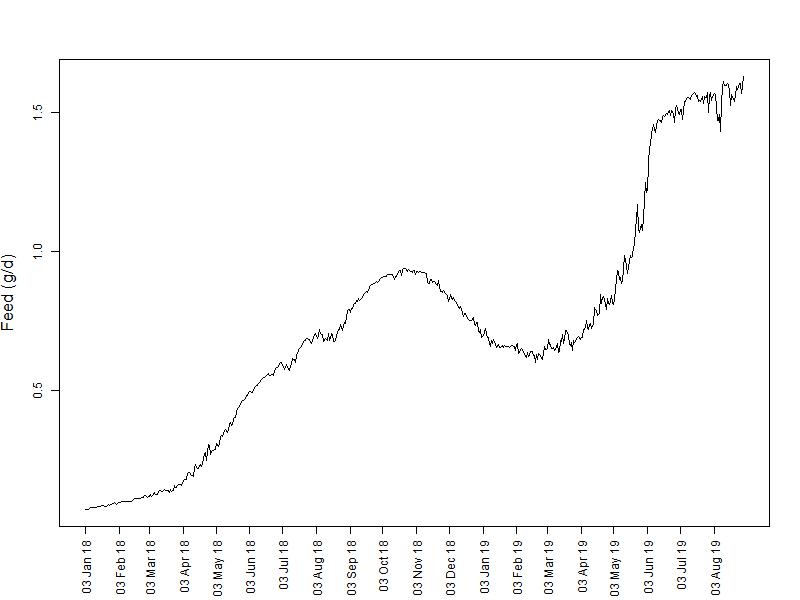 Feed (g/d)
1.5
1.0
0.5
03 Jan 18
03 Feb 18
03 Mar 18
03 Apr 18
03 May 18
03 Jun 18
03 Jul 18
03 Aug 18
03 Sep 18
03 Oct 18
03 Nov 18
03 Dec 18
03 Jan 19
03 Feb 19
03 Mar 19
03 Apr 19
03 May 19
03 Jun 19
03 Jul 19
03 Aug 19